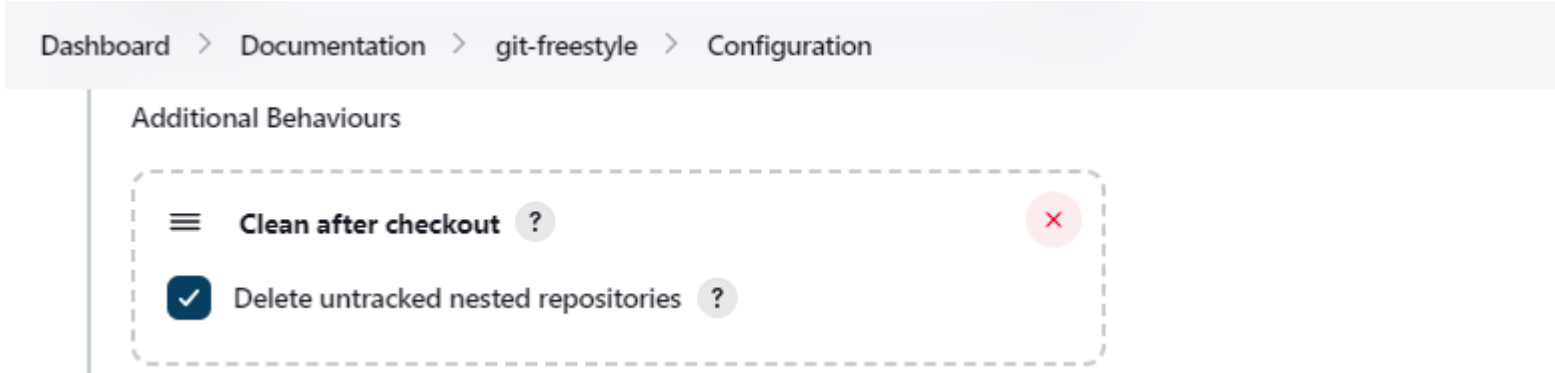 Dashboard > Documentation > git-freestyle > Configuration
Additional Behaviours
Clean after checkout ?
Delete untracked nested repositories ?